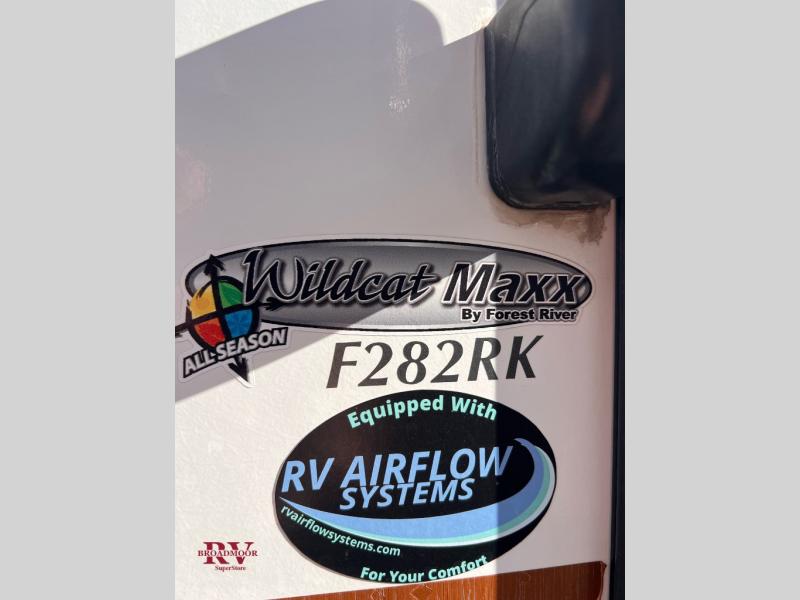 Wildcat Maxx
By Forest River
ALL-SEASON
F282RK
Equipped With
RV AIRFLOW
SYSTEMS
rvairflowsystems.com
For Your Comfort
RV
BROADMOOR
SuperStore